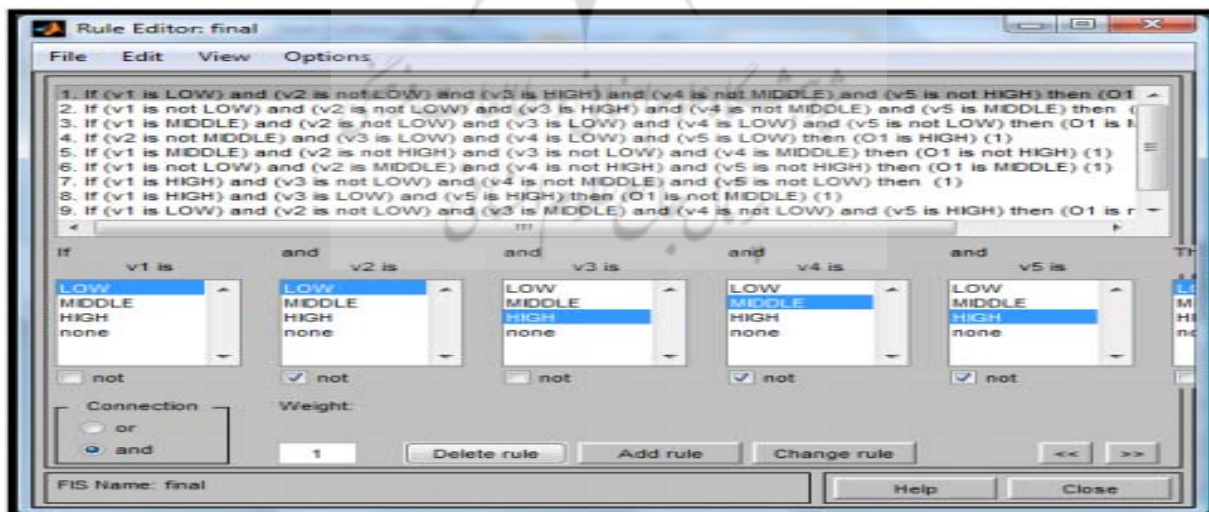 Rule Editor: final
File Edit View Options
1. If (v1 is LOW) and (v2 is not LOW) and (v3 is HIGH) and (v4 is not MIDDLE) and (v5 is not HIGH) then (O1
2. If (v1 is not LOW) and (v2 is not LOW) and (v3 is HIGH) and (v4 is not MIDDLE) and (v5 is MIDDLE) then (
3. If (v1 is MIDDLE) and (v2 is not LOW) and (v3 is LOW) and (v4 is LOW) and (v5 is not LOW) then (O1 is
4. If (v2 is not MIDDLE) and (v3 is LOW) and (v4 is LOW) and (v5 is LOW) then (O1 is HIGH) (1)
5. If (v1 is MIDDLE) and (v2 is not HIGH) and (v3 is not LOW) and (v4 is MIDDLE) then (O1 is not HIGH) (1)
6. If (v1 is not LOW) and (v2 is MIDDLE) and (v4 is not HIGH) and (v5 is not HIGH) then (O1 is MIDDLE) (1)
7. If (v1 is HIGH) and (v3 is not LOW) and (v4 is not MIDDLE) and (v5 is not LOW) then (1)
8. If (v1 is HIGH) and (v3 is LOW) and (v5 is HIGH) then (O1 is not MIDDLE) (1)
9. If (v1 is LOW) and (v2 is not LOW) and (v3 is MIDDLE) and (v4 is not LOW) and (v5 is HIGH) then (O1 is
If and and and and
v1 is v2 is v3 is v4 is v5 is
LOW LOW LOW LOW LOW
MIDDLE MIDDLE MIDDLE MIDDLE MIDDLE
HIGH HIGH HIGH HIGH HIGH
none none none none none
not not not not not
Connection Weight:
or
and 1 Delete rule Add rule Change rule << >>
FIS Name: final Help Close